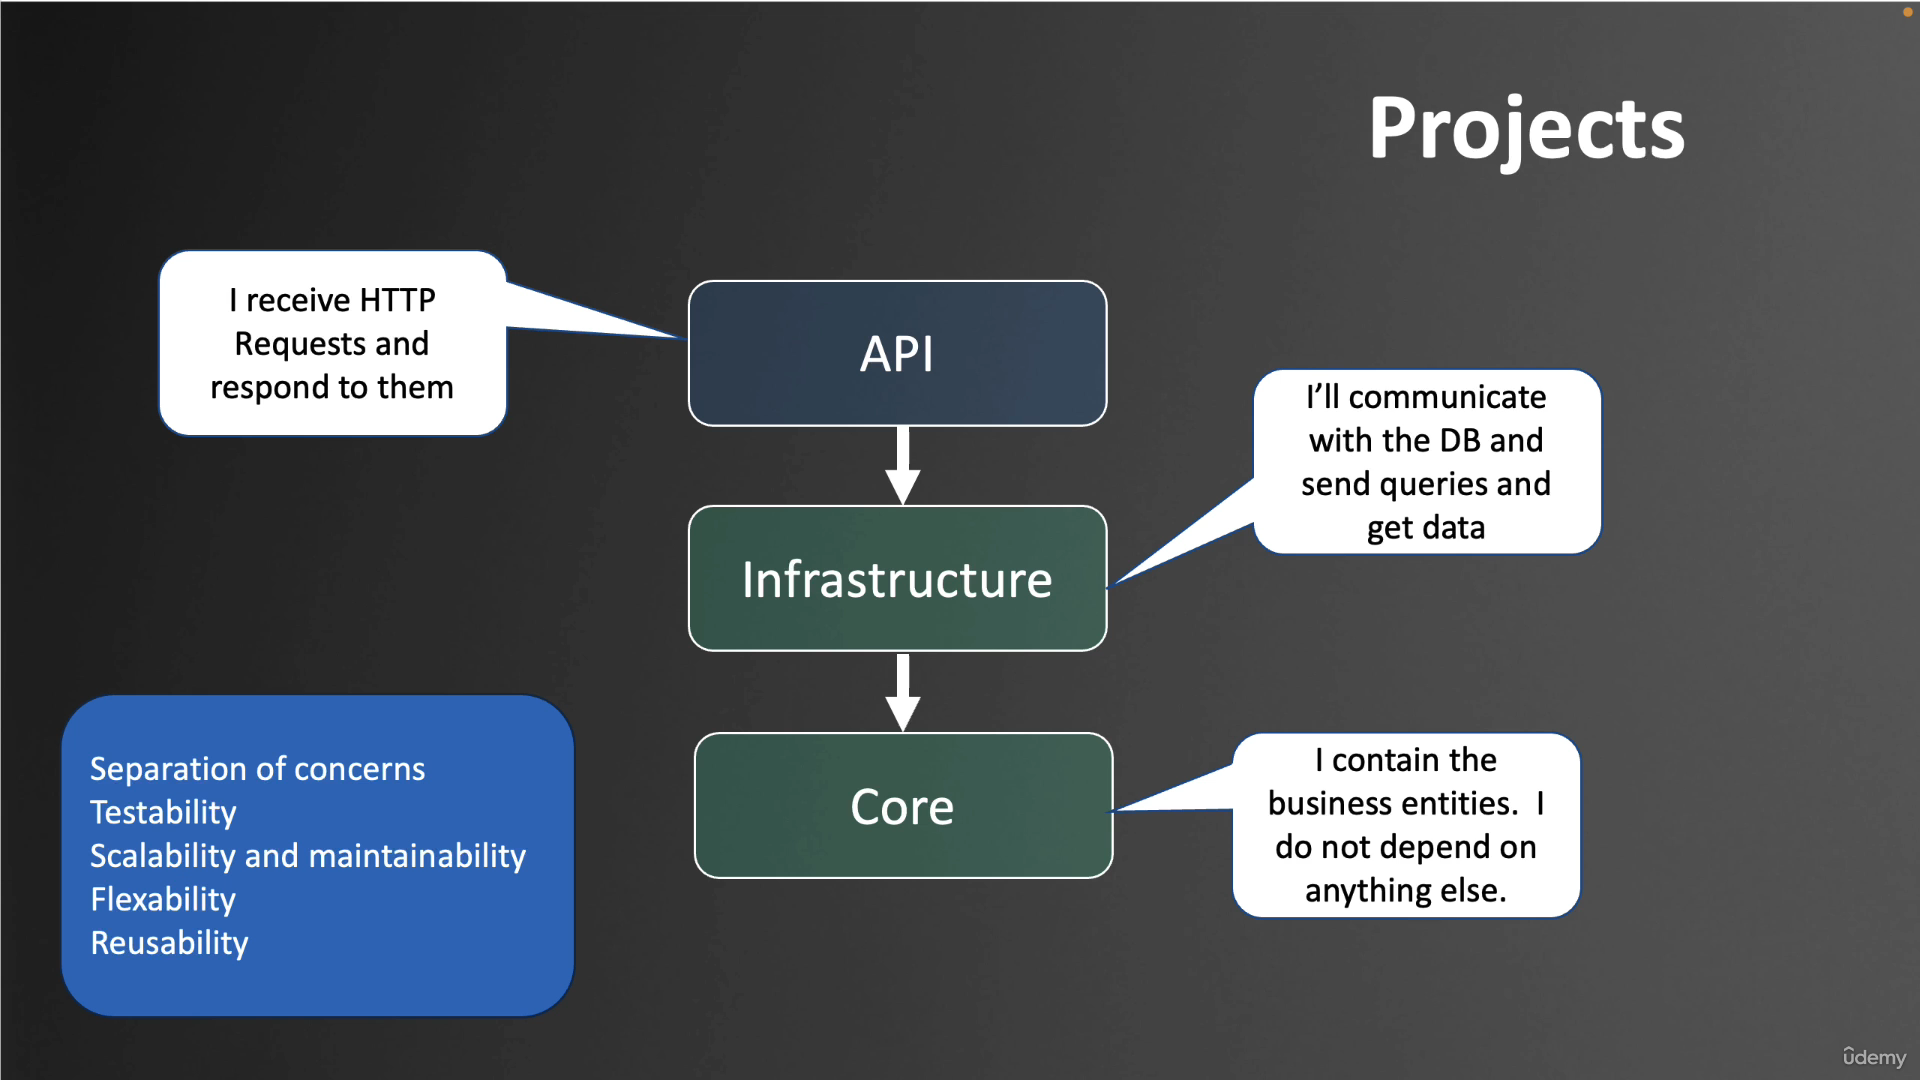 Projects
I receive HTTP
Requests and
respond to them
API
I’ll communicate
with the DB and
send queries and
get data
Infrastructure
Core
I contain the
business entities.  I
do not depend on
anything else.
Separation of concerns
Testability
Scalability and maintainability
Flexability
Reusability
ûdemy